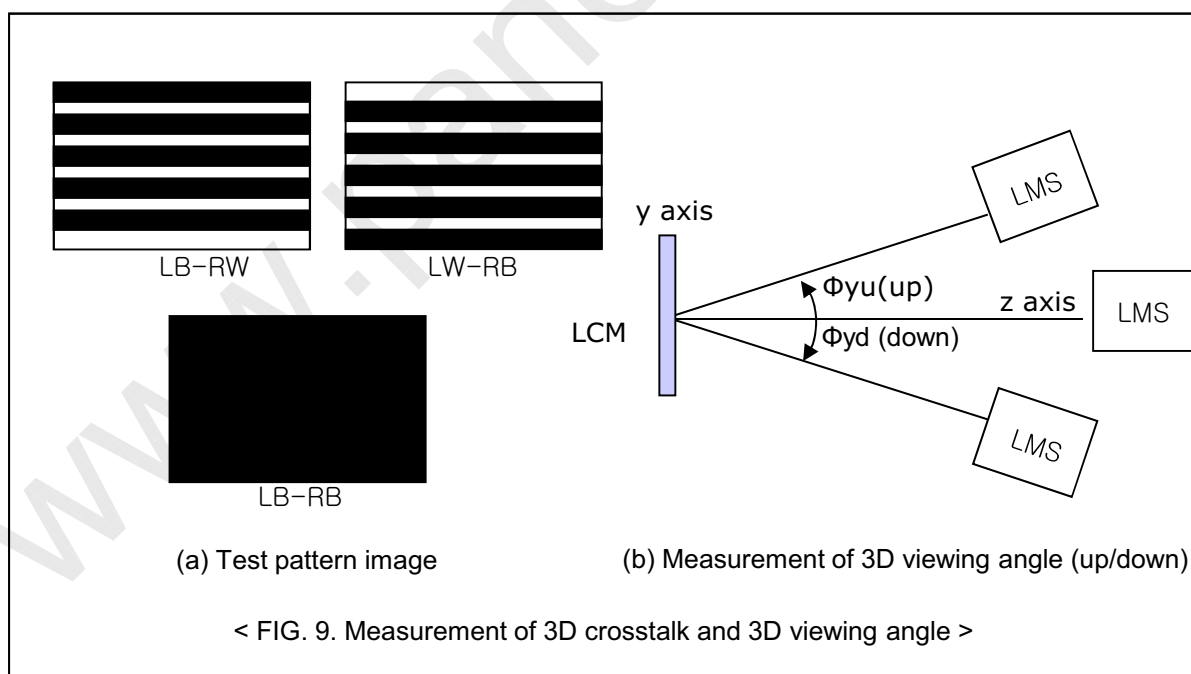 LB-RW
LW-RB
LB-RB
(a) Test pattern image
y axis
LCM
Φyu(up)
z axis
Φyd (down)
LMS
LMS
LMS
(b) Measurement of 3D viewing angle (up/down)
< FIG. 9. Measurement of 3D crosstalk and 3D viewing angle >